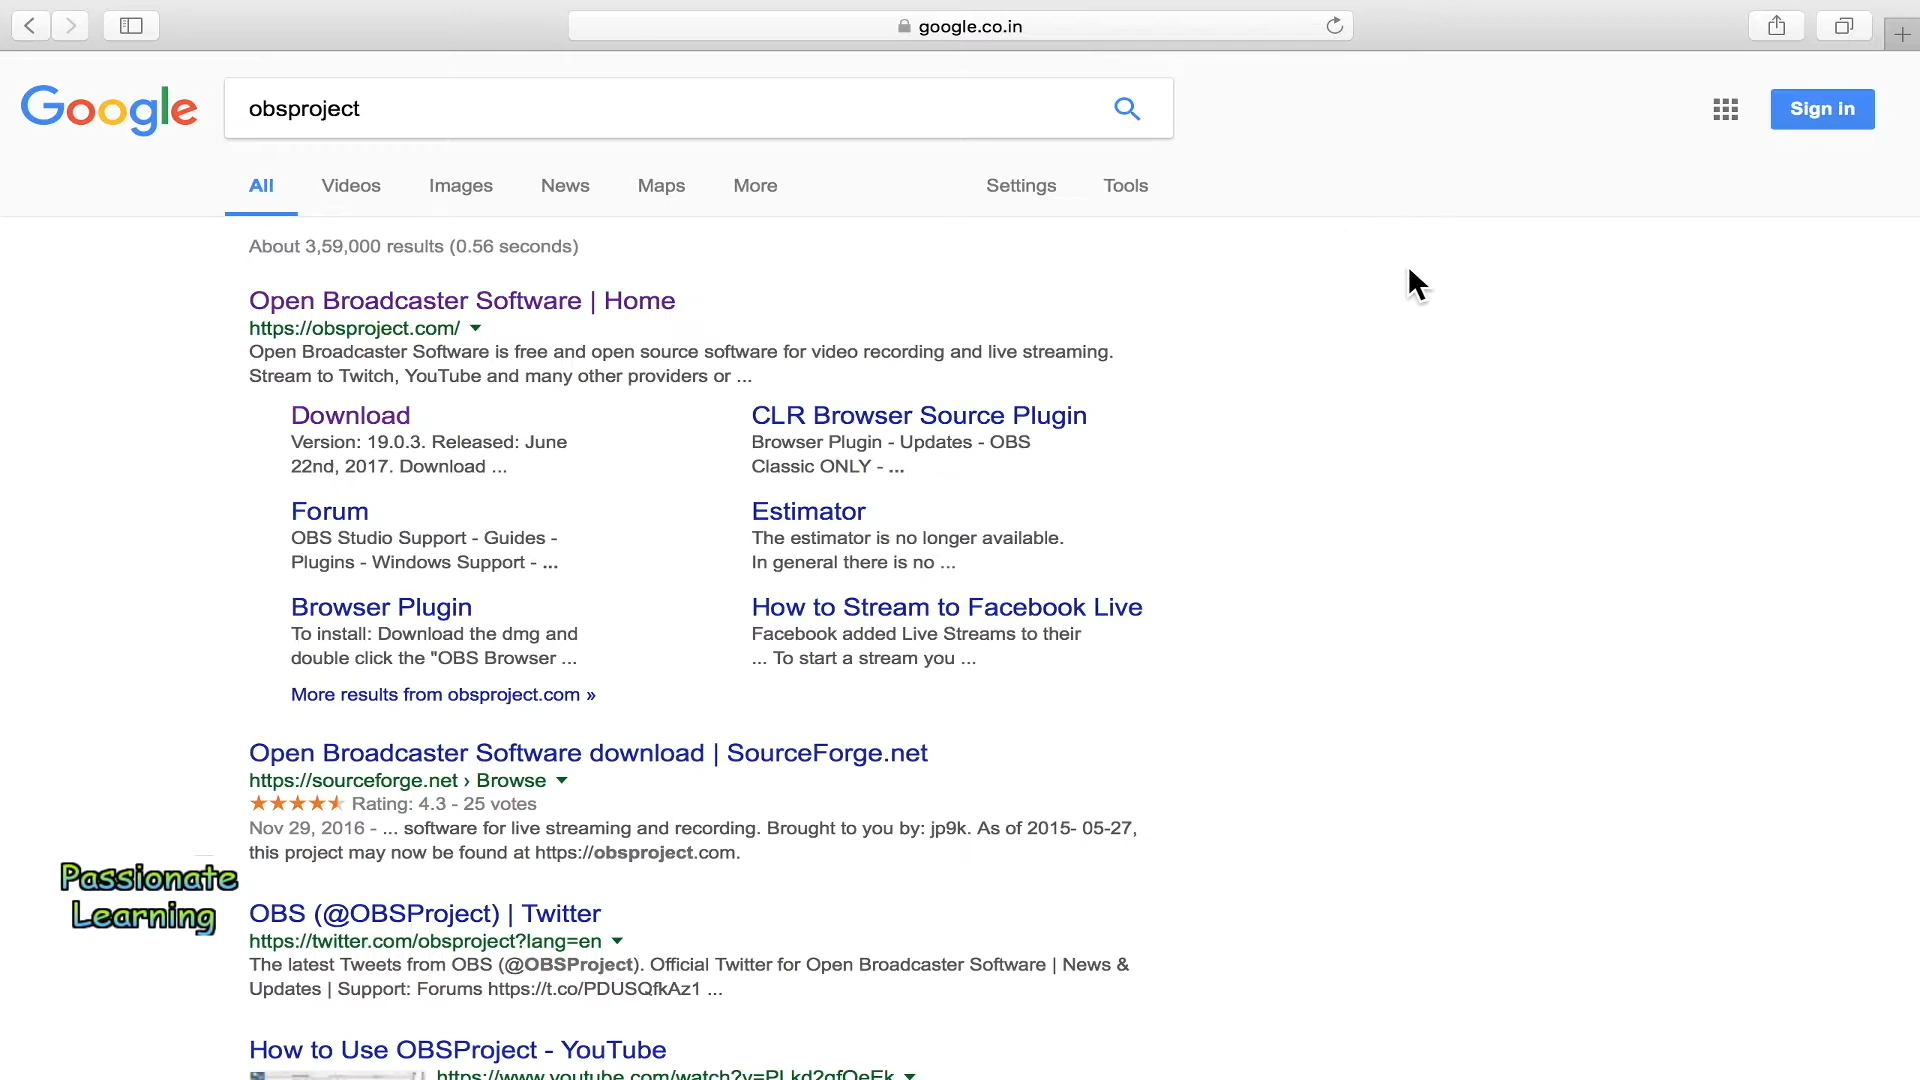 google.co.in
Google
obsproject
Sign in
All Videos Images News Maps More Settings Tools
About 3,59,000 results (0.56 seconds)
Open Broadcaster Software | Home
https://obsproject.com/
Open Broadcaster Software is free and open source software for video recording and live streaming.
Stream to Twitch, YouTube and many other providers or ...
Download
Version: 19.0.3. Released: June
22nd, 2017. Download ...
CLR Browser Source Plugin
Browser Plugin - Updates - OBS
Classic ONLY - ...
Forum
OBS Studio Support - Guides -
Plugins - Windows Support - ...
Estimator
The estimator is no longer available.
In general there is no ...
Browser Plugin
To install: Download the dmg and
double click the "OBS Browser ...
How to Stream to Facebook Live
Facebook added Live Streams to their
... To start a stream you ...
More results from obsproject.com »
Open Broadcaster Software download | SourceForge.net
https://sourceforge.net › Browse
Rating: 4.3 - 25 votes
Nov 29, 2016 - ... software for live streaming and recording. Brought to you by: jp9k. As of 2015- 05-27,
this project may now be found at https://obsproject.com.
Passionate
Learning
OBS (@OBSProject) | Twitter
https://twitter.com/obsproject?lang=en
The latest Tweets from OBS (@OBSProject). Official Twitter for Open Broadcaster Software | News &
Updates | Support: Forums https://t.co/PDUSQfkAz1 ...
How to Use OBSProject - YouTube